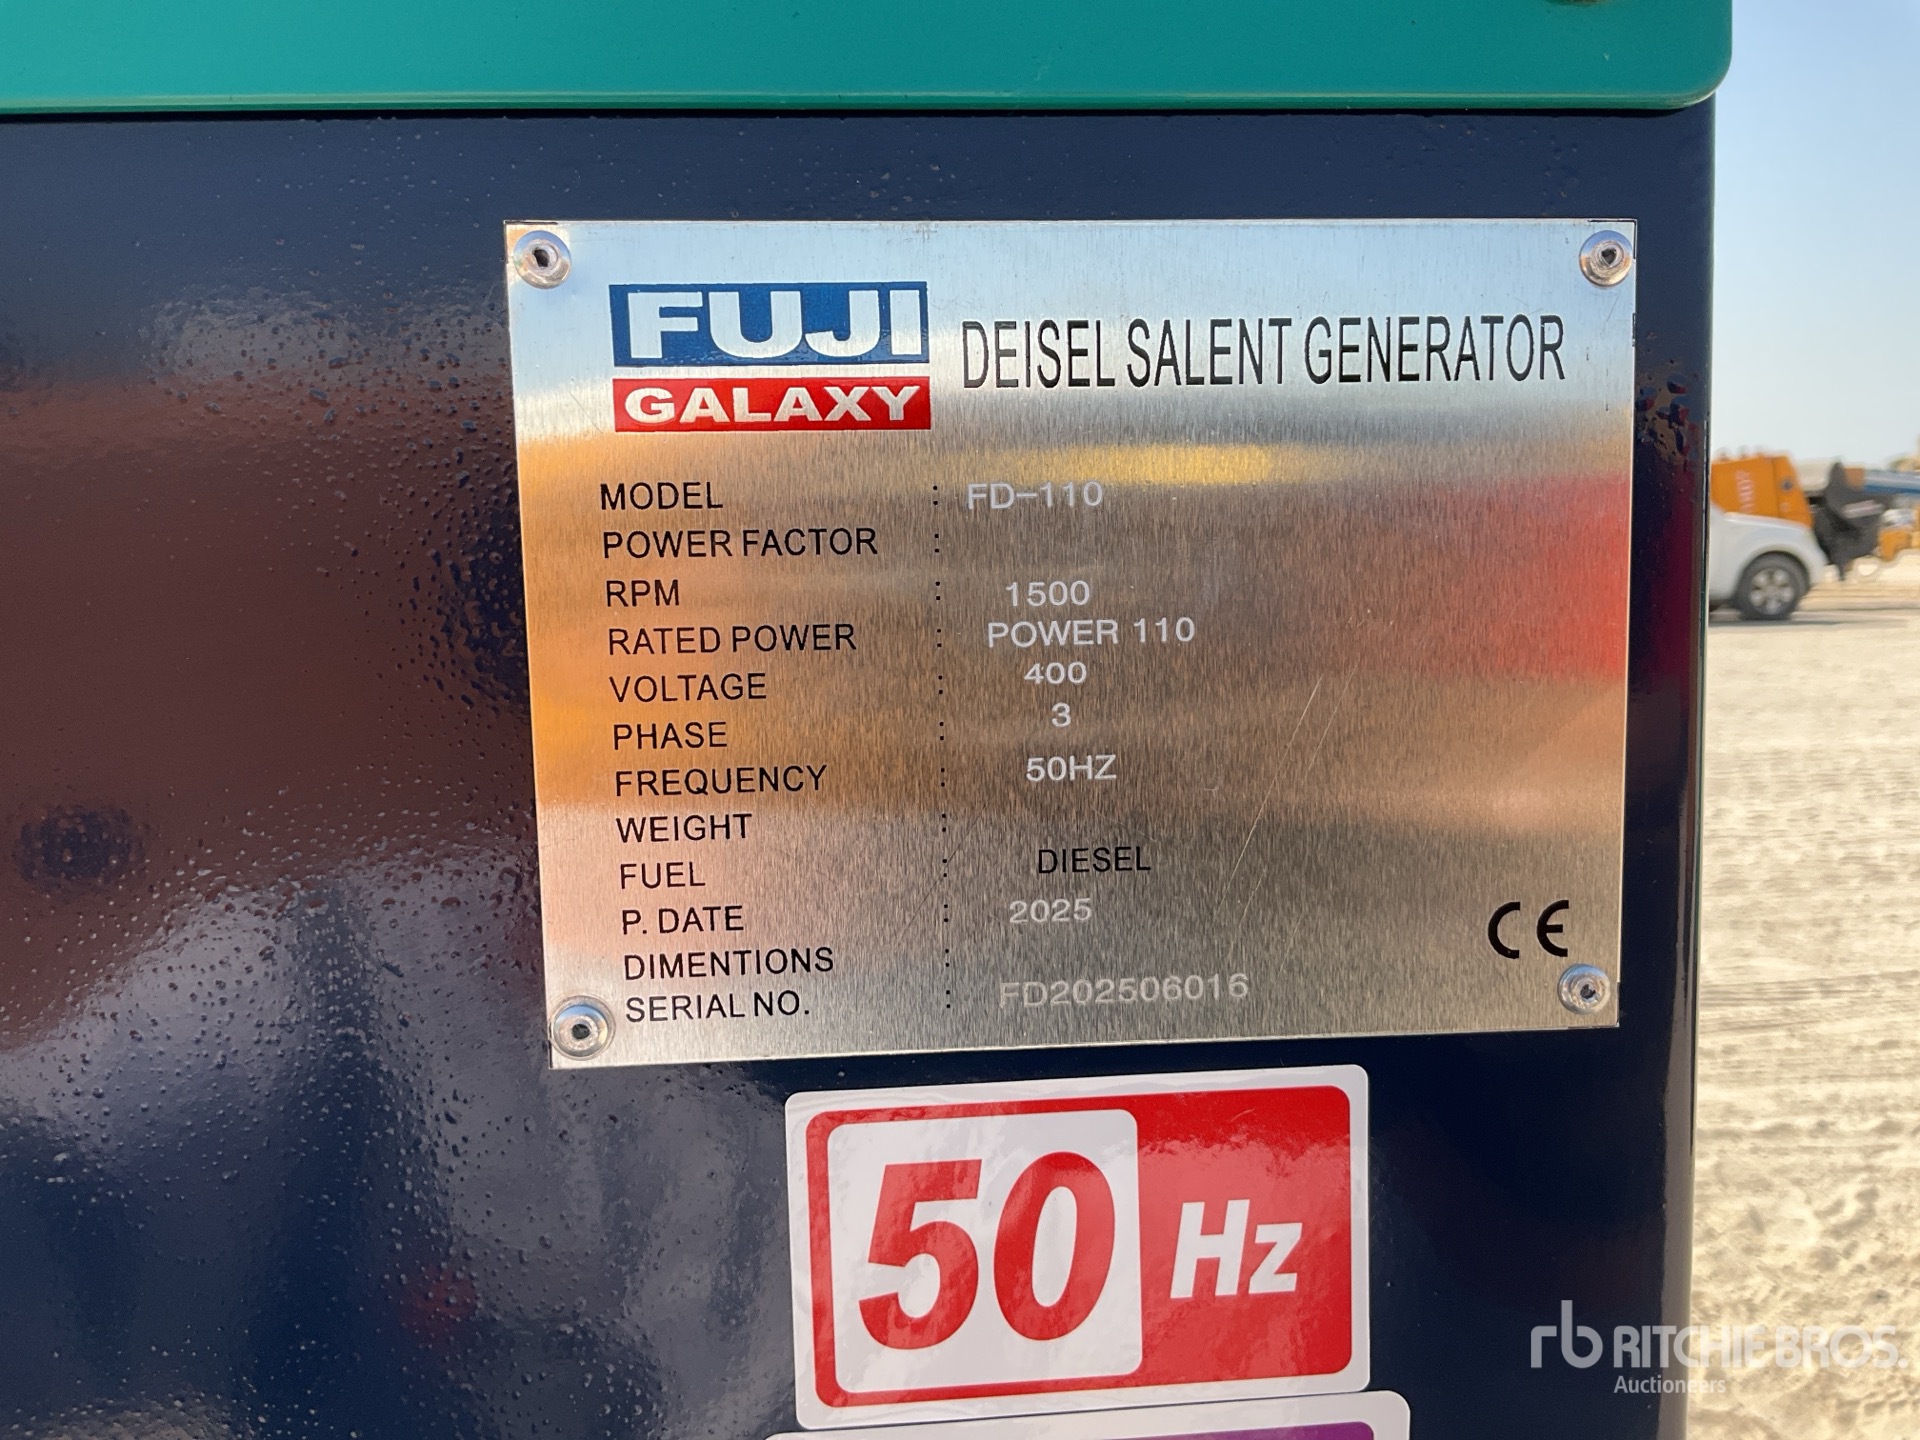 FUJI
GALAXY
DEISEL SALENT GENERATOR
MODEL : FD-110
POWER FACTOR :
RPM : 1500
RATED POWER : POWER 110
VOLTAGE : 400
PHASE : 3
FREQUENCY : 50HZ
WEIGHT :
FUEL : DIESEL
P. DATE : 2025
DIMENTIONS :
SERIAL NO. : FD202506016
CE
50 Hz
rb RITCHIE BROS.
Auctioneers